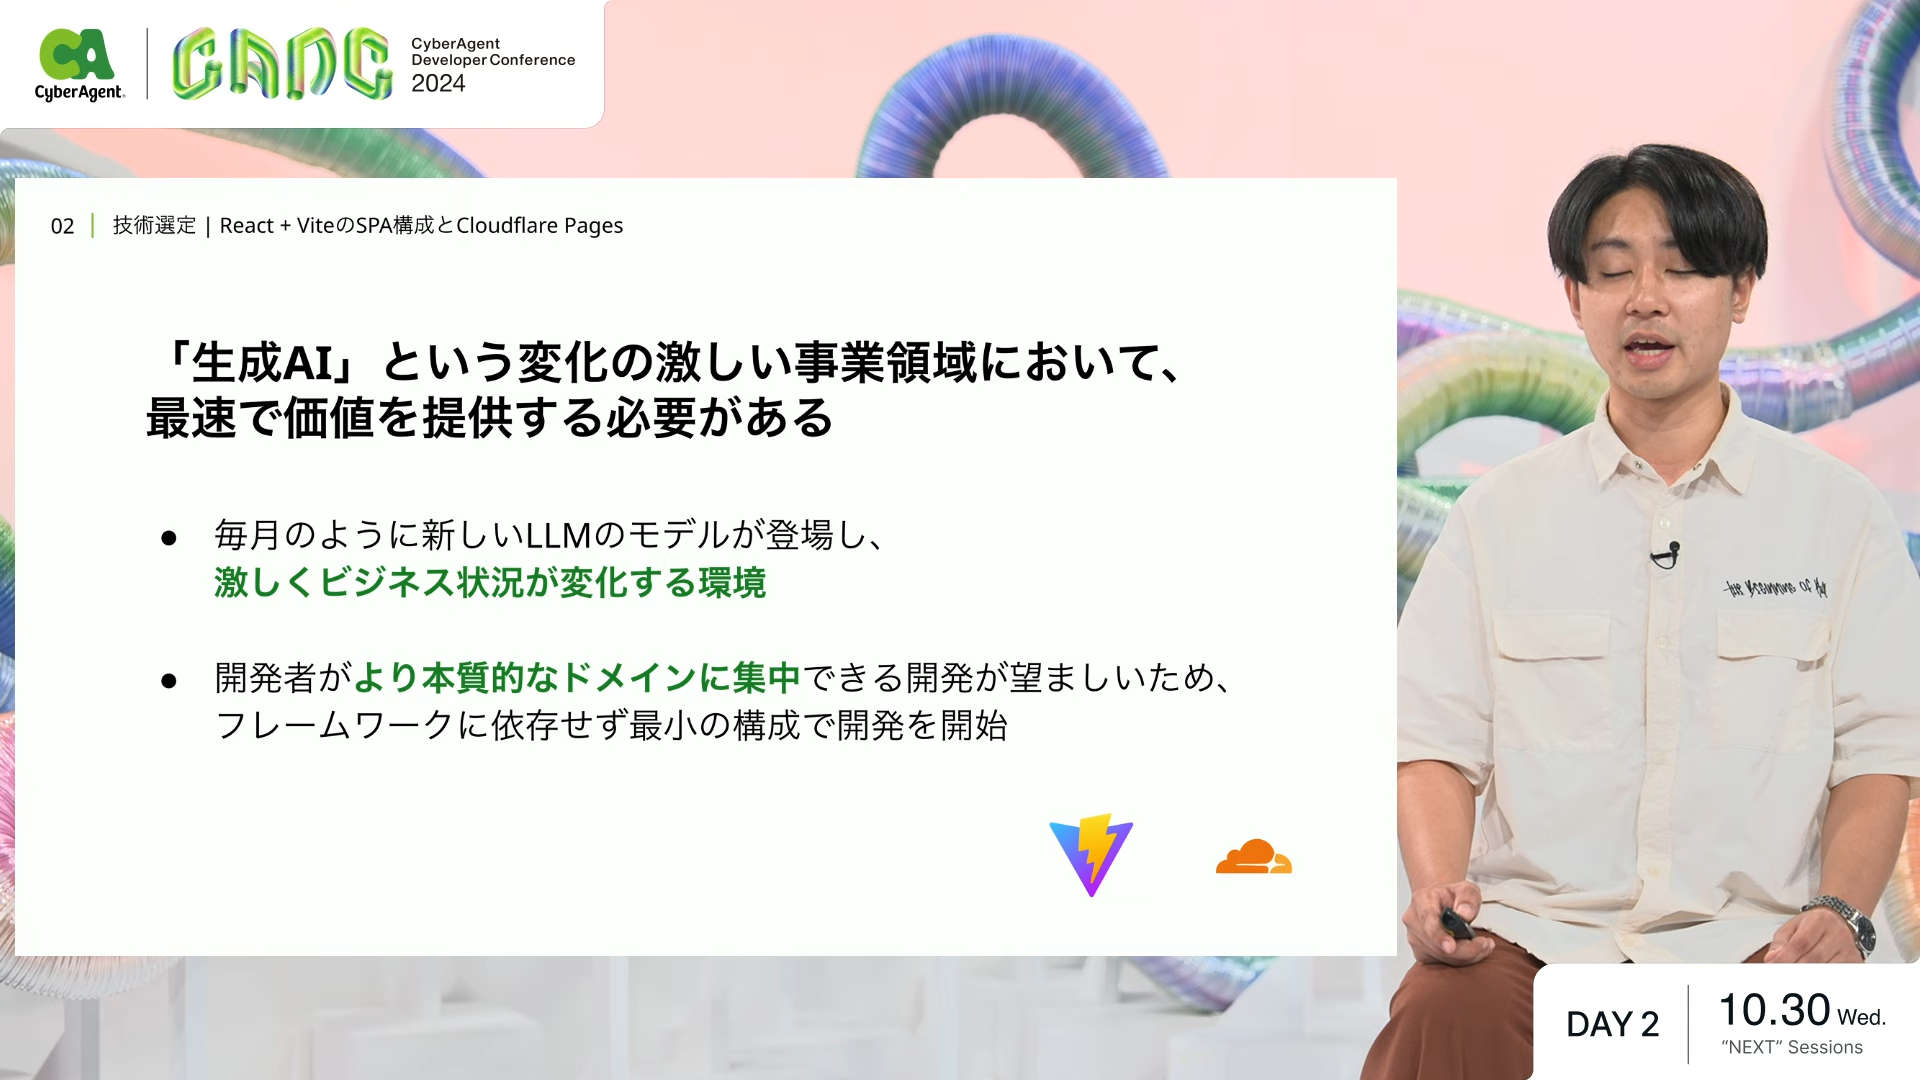 CyberAgent
CADC
CyberAgent
Developer Conference
2024
02 | 技術選定 | React + ViteのSPA構成とCloudflare Pages
「生成AI」という変化の激しい事業領域において、
最速で価値を提供する必要がある
● 毎月のように新しいLLMのモデルが登場し、
激しくビジネス状況が変化する環境
● 開発者がより本質的なドメインに集中できる開発が望ましいため、
フレームワークに依存せず最小の構成で開発を開始
DAY 2
10.30 Wed.
“NEXT” Sessions